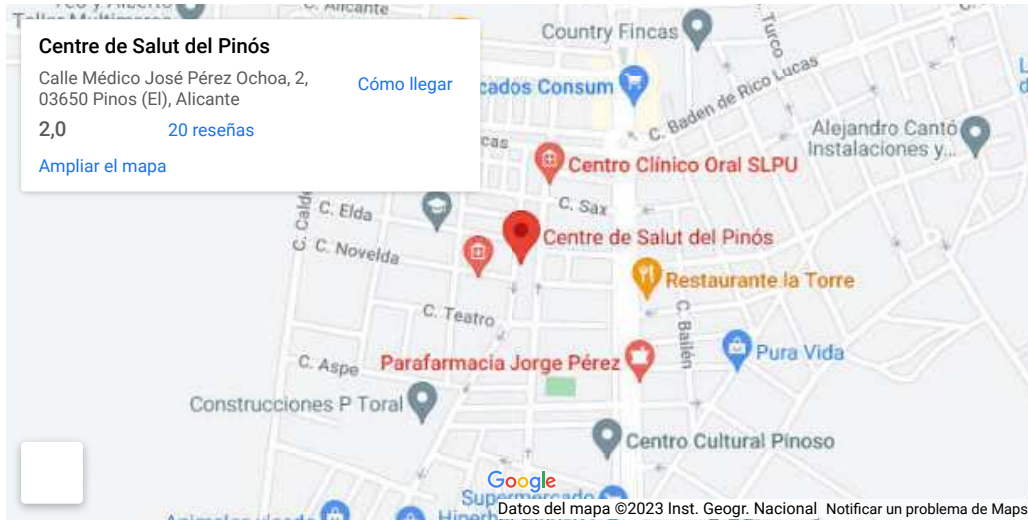 C. Alicante
Centre de Salut del Pinós
Calle Médico José Pérez Ochoa, 2,
03650 Pinos (El), Alicante
Cómo llegar
2,0
20 reseñas
Ampliar el mapa
Country Fincas
C. Turco
cados Consum
C. Baden de Rico Lucas
Alejandro Cantó
Instalaciones y...
cas
Centro Clínico Oral SLPU
C. Sax
C. Elda
Centre de Salut del Pinós
C. Novelda
Restaurante la Torre
C. Teatro
C. Bailén
Pura Vida
C. Aspe
Parafarmacia Jorge Pérez
Construcciones P Toral
Centro Cultural Pinoso
Google
Supermercado
Datos del mapa ©2023 Inst. Geogr. Nacional
Notificar un problema de Maps